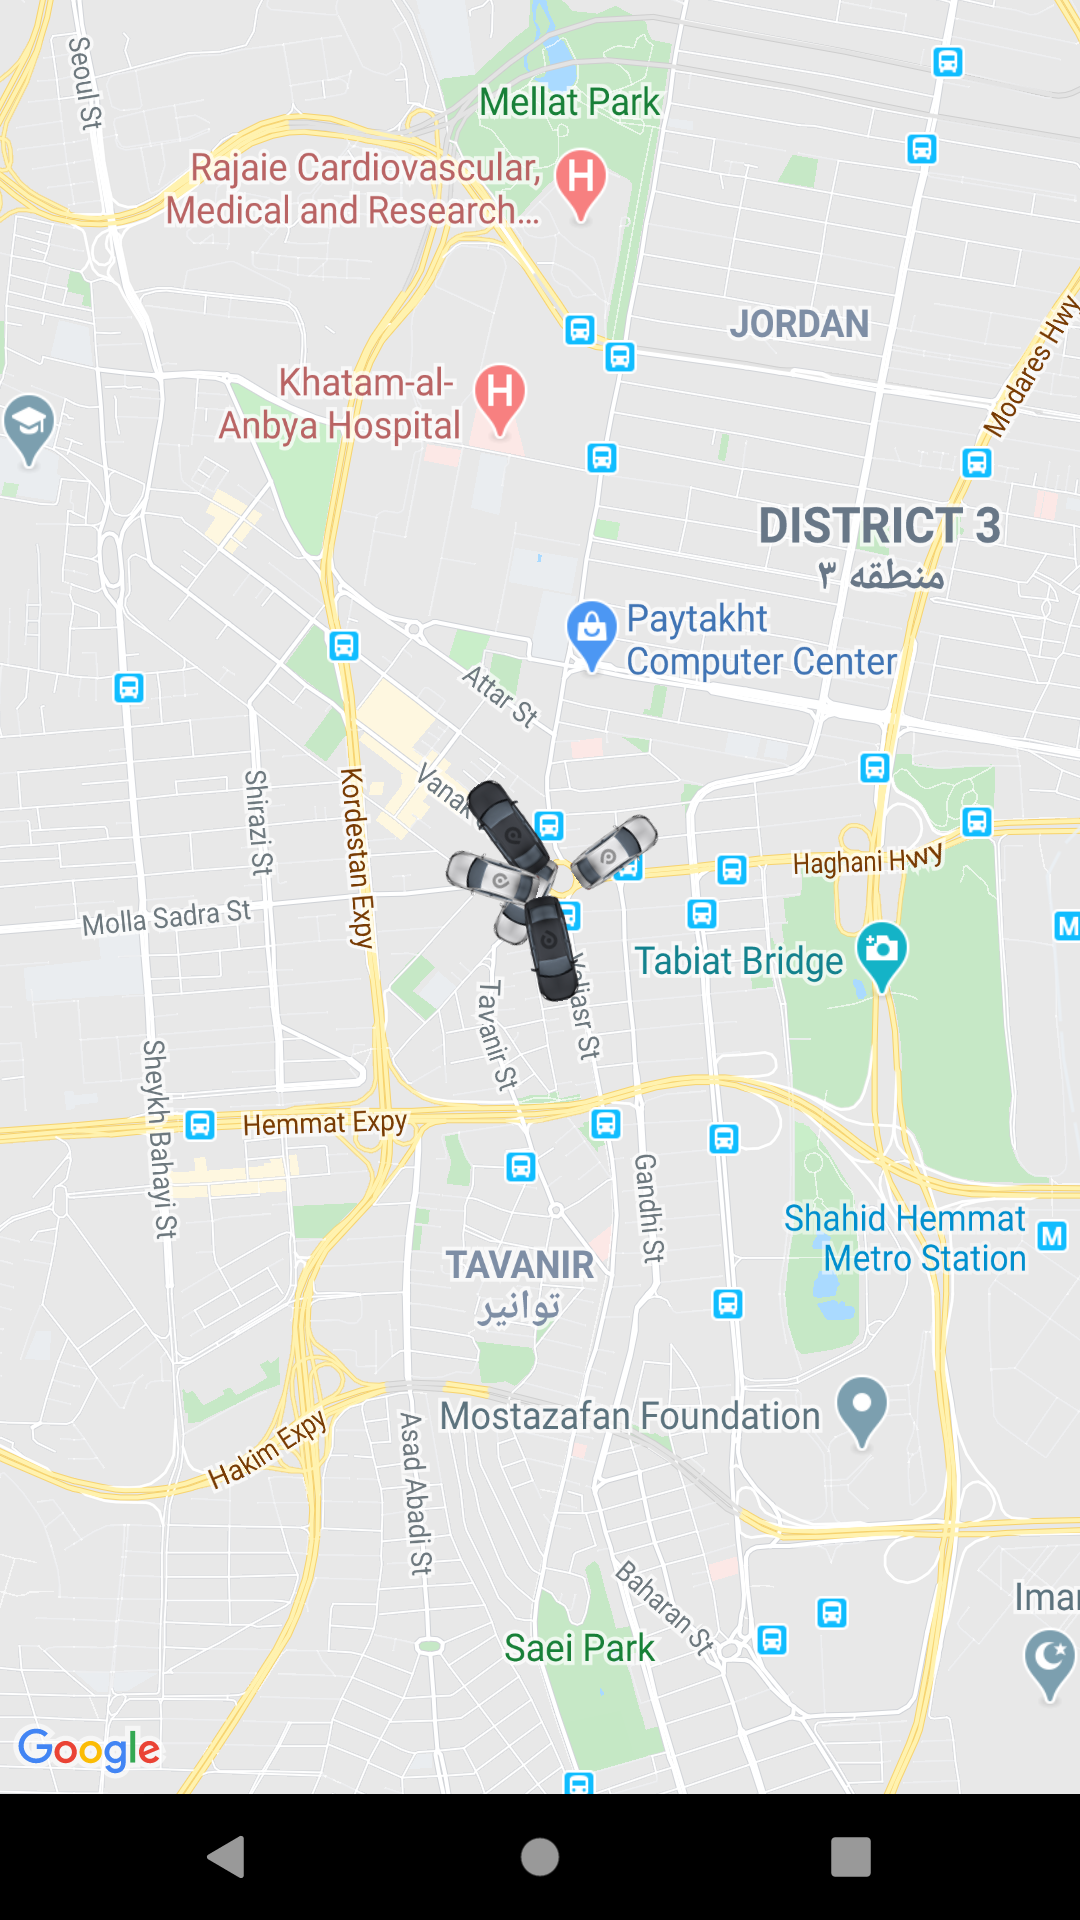 Seoul St
Mellat Park
Rajaie Cardiovascular,
Medical and Research...
H
JORDAN
Modares Hwy
Khatam-al-
Anbya Hospital
H
DISTRICT 3
منطقه ۳
Paytakht
Computer Center
Attar St
Vanak
Shirazi St
Kordestan Expy
Haghani Hwy
Molla Sadra St
M
Tabiat Bridge
Valiasr St
Tavanir St
Sheykh Bahayi St
Hemmat Expy
Gandhi St
Shahid Hemmat
Metro Station
M
TAVANIR
توانیر
Mostazafan Foundation
Hakim Expy
Asad Abadi St
Baharan St
Saei Park
Google